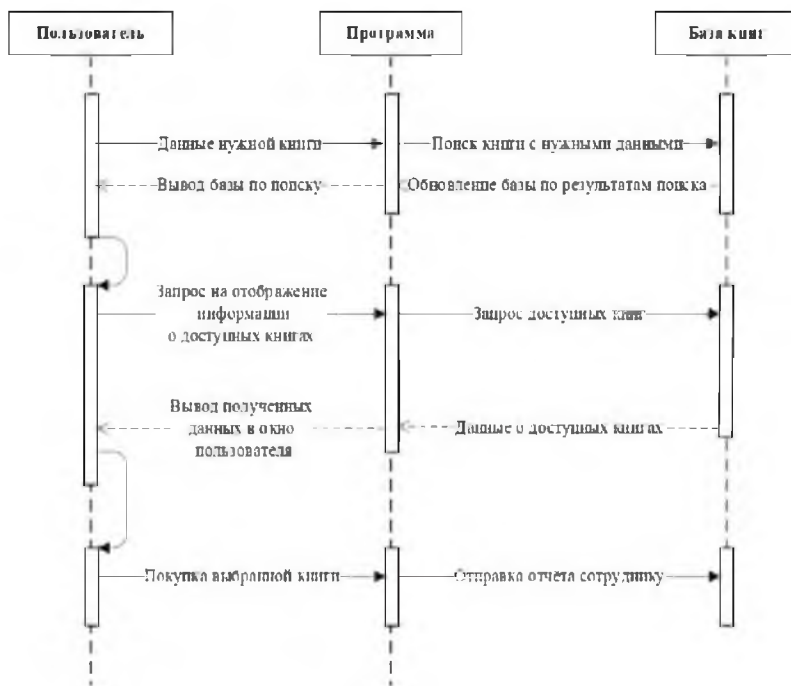 Пользователь
Программа
База книг
Данные нужной книги
Поиск книги с нужными данными
Вывод базы по поиску
Обновление базы по результатам поиска
Запрос на отображение
информации
о доступных книгах
Запрос доступных книг
Вывод полученных
данных в окно
пользователя
Данные о доступных книгах
Покупка выбранной книги
Отправка отчёта сотруднику